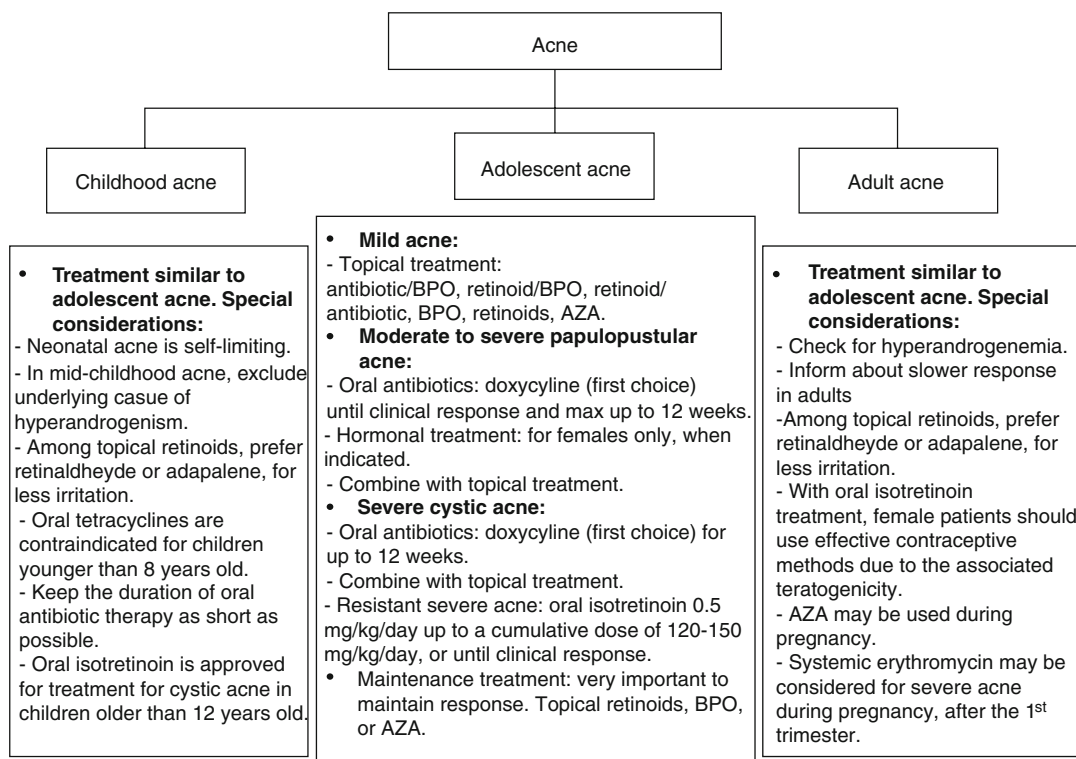 Acne
Childhood acne
Adolescent acne
Adult acne
• Treatment similar to
adolescent acne. Special
considerations:
- Neonatal acne is self-limiting.
- In mid-childhood acne, exclude
underlying casue of
hyperandrogenism.
- Among topical retinoids, prefer
retinaldheyde or adapalene, for
less irritation.
- Oral tetracyclines are
contraindicated for children
younger than 8 years old.
- Keep the duration of oral
antibiotic therapy as short as
possible.
- Oral isotretinoin is approved
for treatment for cystic acne in
children older than 12 years old.
• Mild acne:
- Topical treatment:
antibiotic/BPO, retinoid/BPO, retinoid/
antibiotic, BPO, retinoids, AZA.
• Moderate to severe papulopustular
acne:
- Oral antibiotics: doxycyline (first choice)
until clinical response and max up to 12 weeks.
- Hormonal treatment: for females only, when
indicated.
- Combine with topical treatment.
• Severe cystic acne:
- Oral antibiotics: doxycyline (first choice) for
up to 12 weeks.
- Combine with topical treatment.
- Resistant severe acne: oral isotretinoin 0.5
mg/kg/day up to a cumulative dose of 120-150
mg/kg/day, or until clinical response.
• Maintenance treatment: very important to
maintain response. Topical retinoids, BPO,
or AZA.
• Treatment similar to
adolescent acne. Special
considerations:
- Check for hyperandrogenemia.
- Inform about slower response
in adults
-Among topical retinoids, prefer
retinaldheyde or adapalene, for
less irritation.
- With oral isotretinoin
treatment, female patients should
use effective contraceptive
methods due to the associated
teratogenicity.
- AZA may be used during
pregnancy.
- Systemic erythromycin may be
considered for severe acne
during pregnancy, after the 1st
trimester.